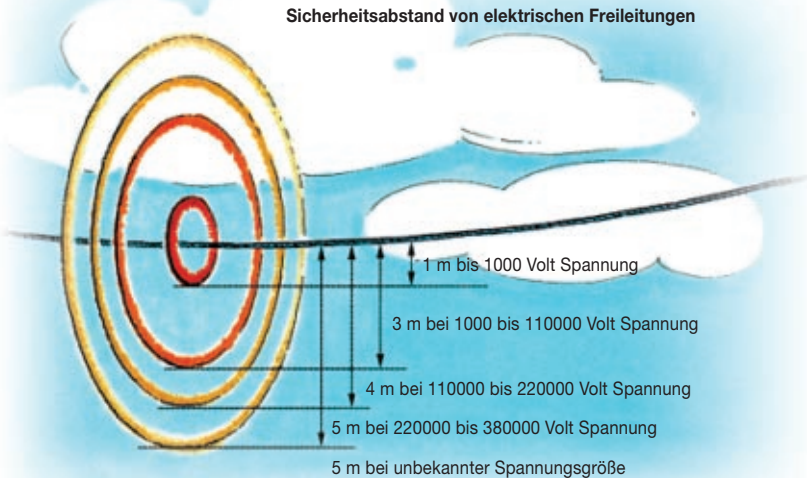 Sicherheitsabstand von elektrischen Freileitungen
1 m bis 1000 Volt Spannung
3 m bei 1000 bis 110000 Volt Spannung
4 m bei 110000 bis 220000 Volt Spannung
5 m bei 220000 bis 380000 Volt Spannung
5 m bei unbekannter Spannungsgröße